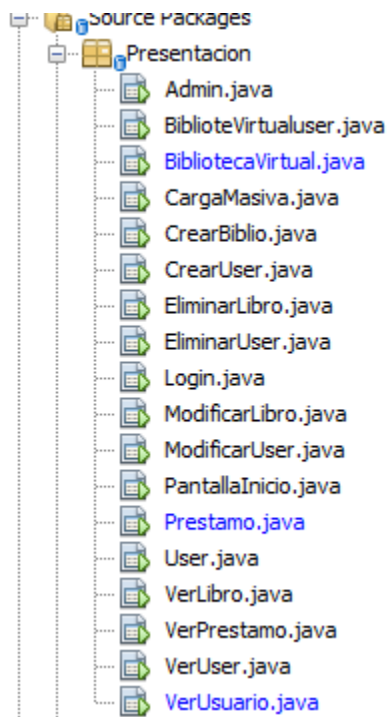 Source Packages
Presentacion
Admin.java
BiblioteVirtualuser.java
BibliotecaVirtual.java
CargaMasiva.java
CrearBiblio.java
CrearUser.java
EliminarLibro.java
EliminarUser.java
Login.java
ModificarLibro.java
ModificarUser.java
PantallaInicio.java
Prestamo.java
User.java
VerLibro.java
VerPrestamo.java
VerUser.java
VerUsuario.java